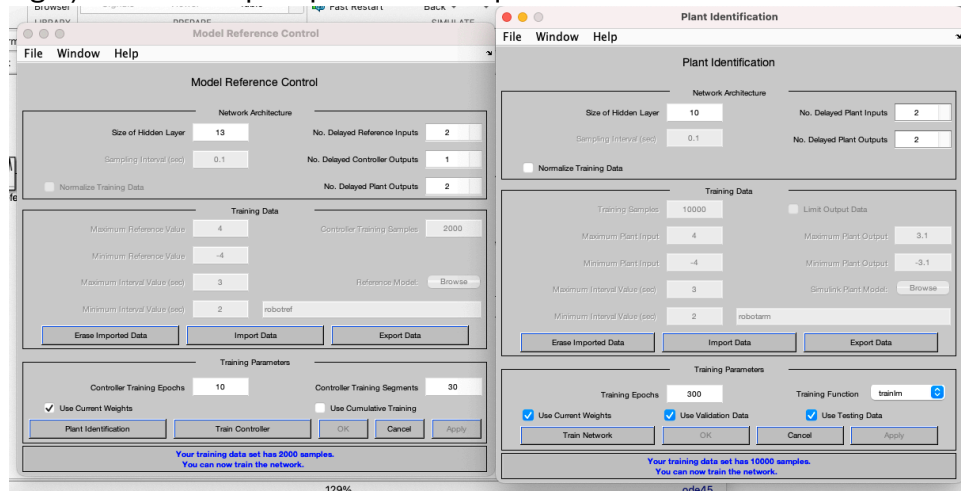 Browser
Fast Restart
Back
LIBRARY
PREPARE
SIMULATE
Model Reference Control
File Window Help
Model Reference Control
Network Architecture
Size of Hidden Layer 13 No. Delayed Reference Inputs 2
Sampling Interval (sec) 0.1 No. Delayed Controller Outputs 1
Normalize Training Data No. Delayed Plant Outputs 2
Training Data
Maximum Reference Value 4 Controller Training Samples 2000
Minimum Reference Value -4
Maximum Interval Value (sec) 3 Reference Model: Browse
Minimum Interval Value (sec) 2 robotref
Erase Imported Data Import Data Export Data
Training Parameters
Controller Training Epochs 10 Controller Training Segments 30
Use Current Weights Use Cumulative Training
Plant Identification Train Controller OK Cancel Apply
Your training data set has 2000 samples.
You can now train the network.
129%
Plant Identification
File Window Help
Plant Identification
Network Architecture
Size of Hidden Layer 10 No. Delayed Plant Inputs 2
Sampling Interval (sec) 0.1 No. Delayed Plant Outputs 2
Normalize Training Data
Training Data
Training Samples 10000 Limit Output Data
Maximum Plant Input 4 Maximum Plant Output 3.1
Minimum Plant Input -4 Minimum Plant Output -3.1
Maximum Interval Value (sec) 3 Simulink Plant Model: Browse
Minimum Interval Value (sec) 2 robotarm
Erase Imported Data Import Data Export Data
Training Parameters
Training Epochs 300 Training Function trainlm
Use Current Weights Use Validation Data Use Testing Data
Train Network OK Cancel Apply
Your training data set has 10000 samples.
You can now train the network.
ode45